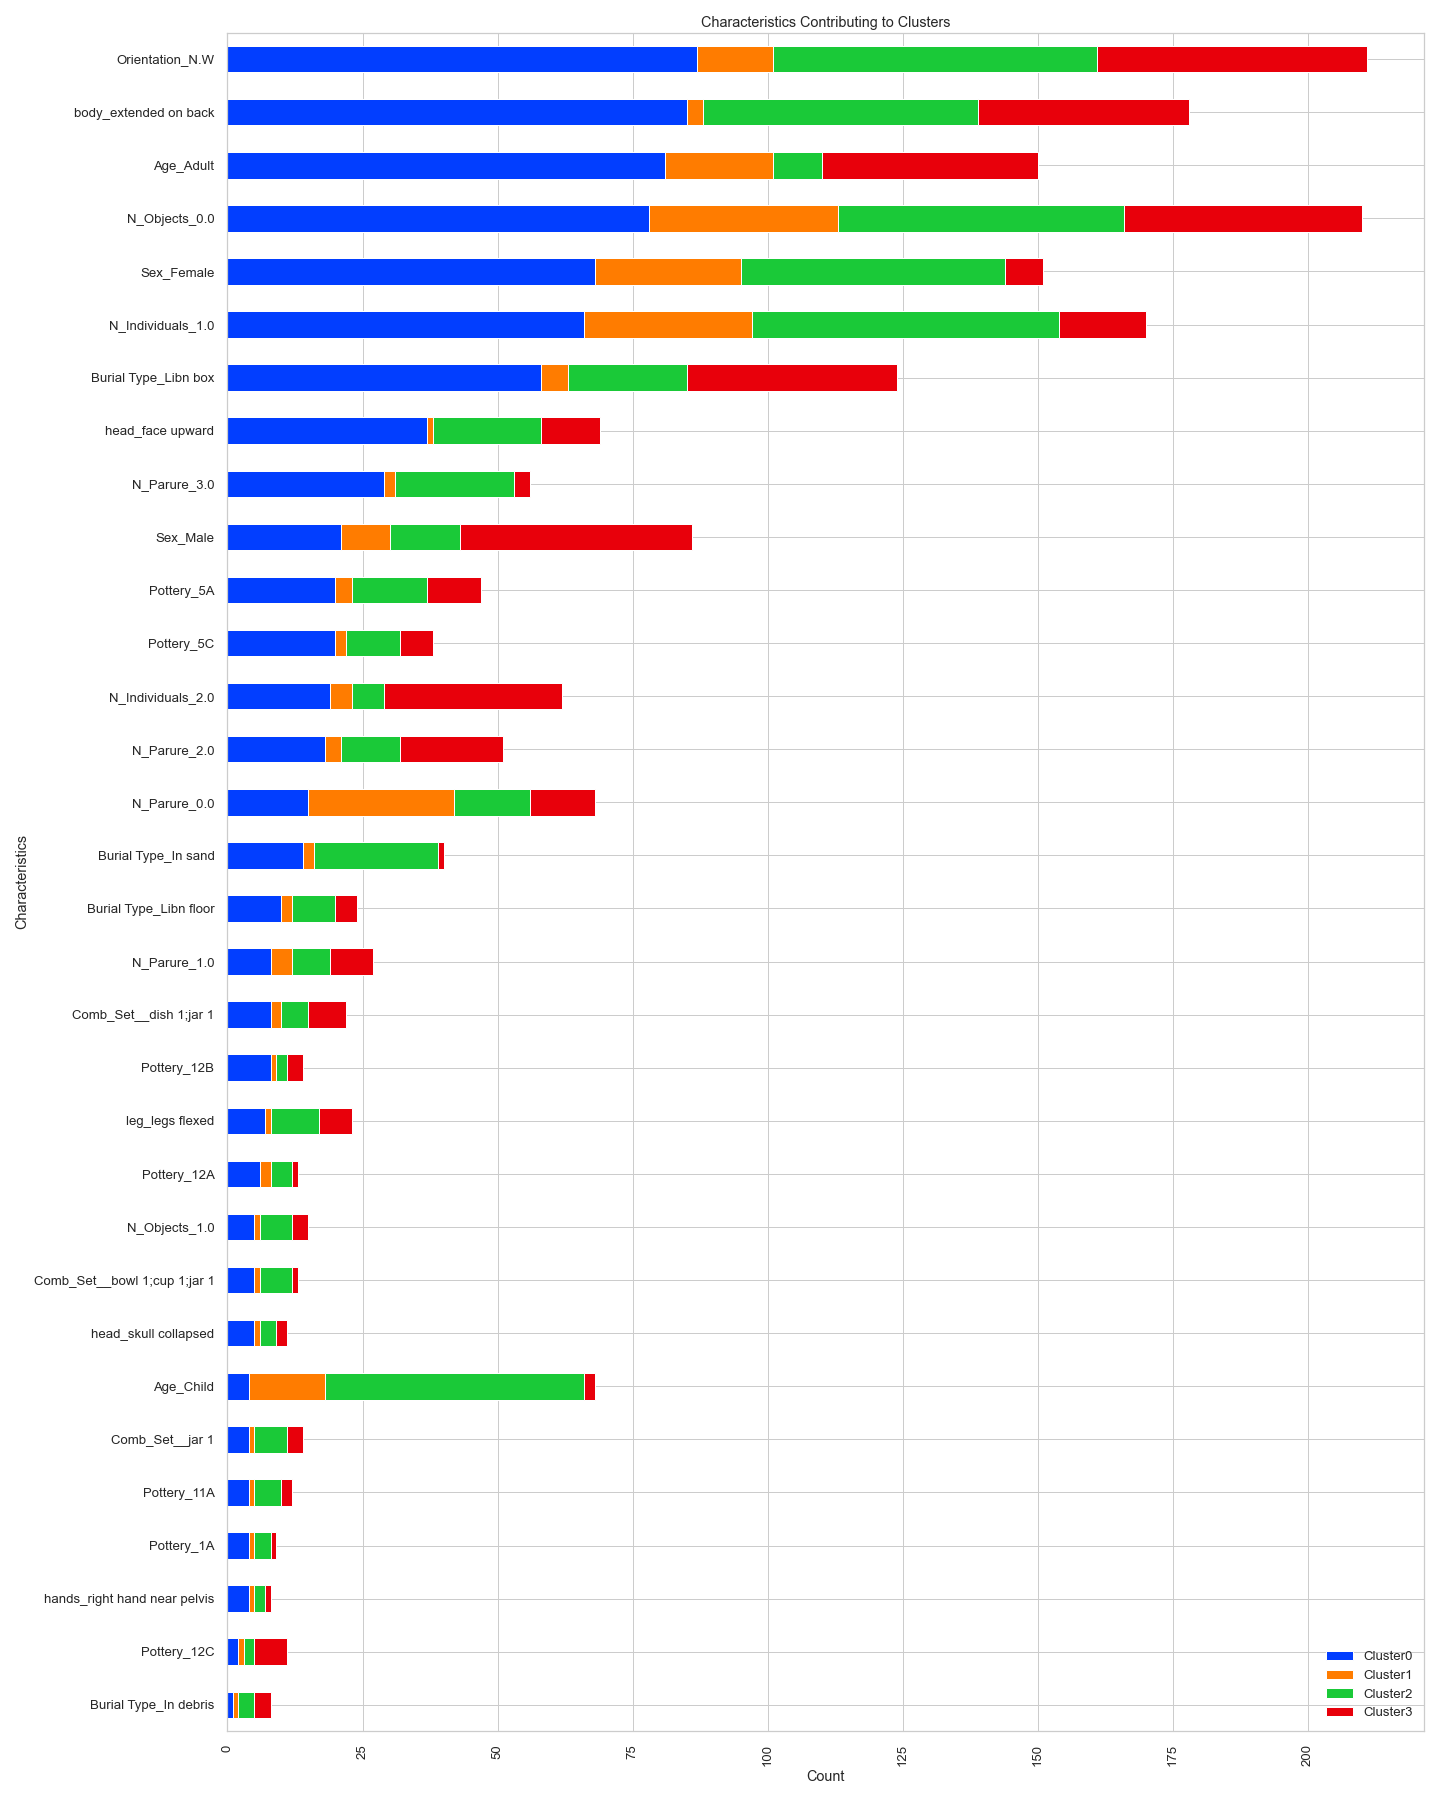 Characteristics Contributing to Clusters
Orientation_N.W
body_extended on back
Age_Adult
N_Objects_0.0
Sex_Female
N_Individuals_1.0
Burial Type_Libn box
head_face upward
N_Parure_3.0
Sex_Male
Pottery_5A
Pottery_5C
N_Individuals_2.0
N_Parure_2.0
N_Parure_0.0
Burial Type_In sand
Burial Type_Libn floor
N_Parure_1.0
Comb_Set__dish 1;jar 1
Pottery_12B
leg_legs flexed
Pottery_12A
N_Objects_1.0
Comb_Set__bowl 1;cup 1;jar 1
head_skull collapsed
Age_Child
Comb_Set__jar 1
Pottery_11A
Pottery_1A
hands_right hand near pelvis
Pottery_12C
Burial Type_In debris
Characteristics
Cluster0
Cluster1
Cluster2
Cluster3
0 25 50 75 100 125 150 175 200
Count